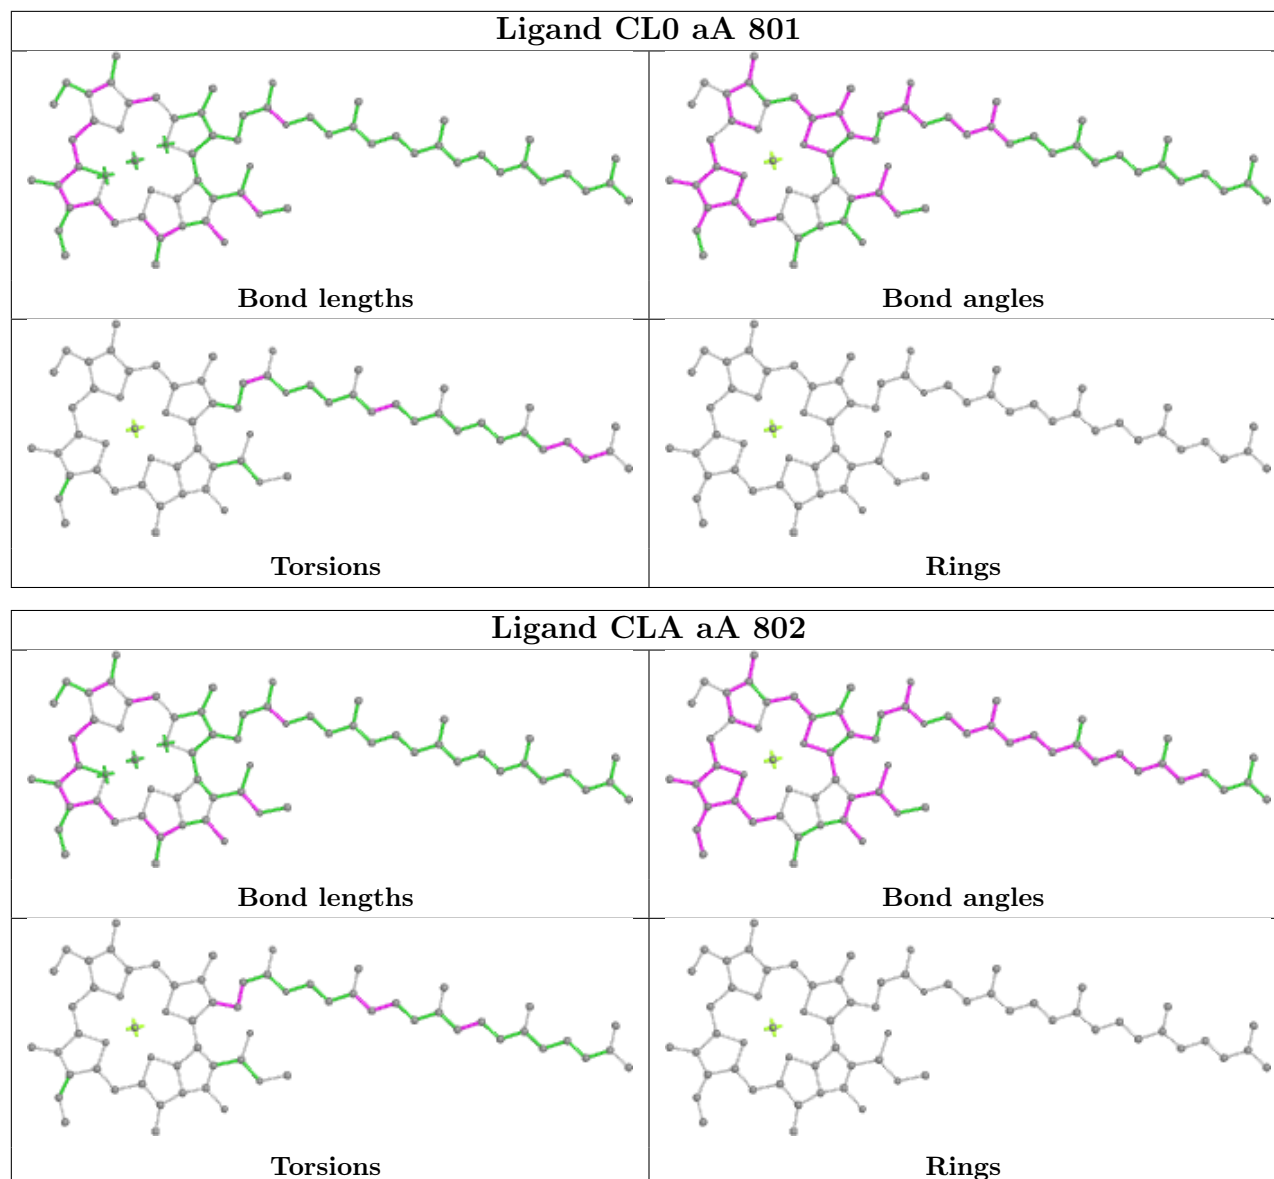 Ligand CL0 aA 801
Bond lengths
Bond angles
Torsions
Rings
Ligand CLA aA 802
Bond lengths
Bond angles
Torsions
Rings